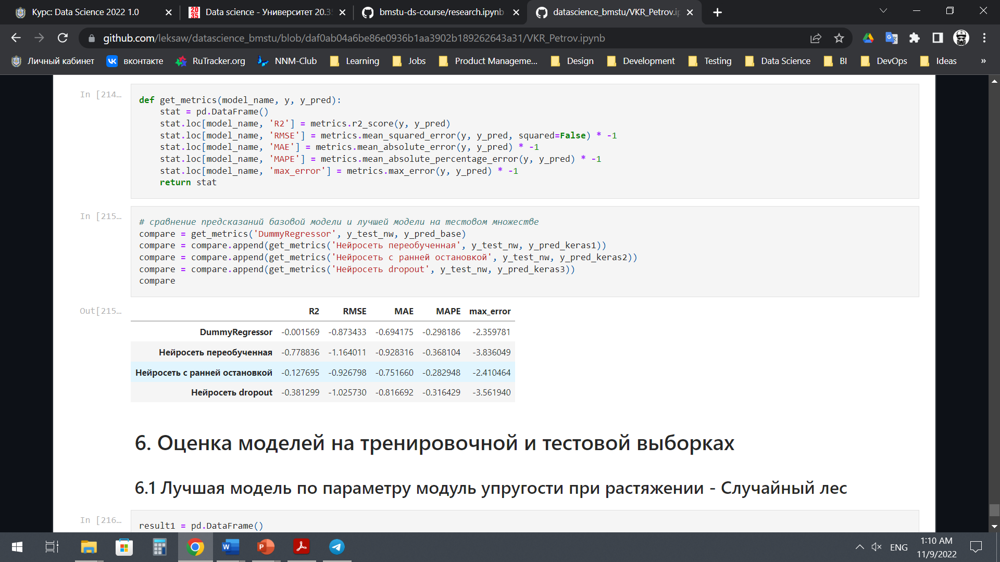 Курс: Data Science 2022 1.0
Data science - Университет 20.35
bmstu-ds-course/research.ipynb
datascience_bmstu/VKR_Petrov.ip
github.com/leksaw/datascience_bmstu/blob/daf0ab04a6be86e0936b1aa3902b189262643a31/VKR_Petrov.ipynb
Личный кабинет вконтакте RuTracker.org NNM-Club Learning Jobs Product Manageme... Design Development Testing Data Science BI DevOps Ideas »
In [214…
def get_metrics(model_name, y, y_pred):
    stat = pd.DataFrame()
    stat.loc[model_name, 'R2'] = metrics.r2_score(y, y_pred)
    stat.loc[model_name, 'RMSE'] = metrics.mean_squared_error(y, y_pred, squared=False) * -1
    stat.loc[model_name, 'MAE'] = metrics.mean_absolute_error(y, y_pred) * -1
    stat.loc[model_name, 'MAPE'] = metrics.mean_absolute_percentage_error(y, y_pred) * -1
    stat.loc[model_name, 'max_error'] = metrics.max_error(y, y_pred) * -1
    return stat
In [215…
# сравнение предсказаний базовой модели и лучшей модели на тестовом множестве
compare = get_metrics('DummyRegressor', y_test_nw, y_pred_base)
compare = compare.append(get_metrics('Нейросеть переобученная', y_test_nw, y_pred_keras1))
compare = compare.append(get_metrics('Нейросеть с ранней остановкой', y_test_nw, y_pred_keras2))
compare = compare.append(get_metrics('Нейросеть dropout', y_test_nw, y_pred_keras3))
compare
Out[215…
R2 RMSE MAE MAPE max_error
DummyRegressor -0.001569 -0.873433 -0.694175 -0.298186 -2.359781
Нейросеть переобученная -0.778836 -1.164011 -0.928316 -0.368104 -3.836049
Нейросеть с ранней остановкой -0.127695 -0.926798 -0.751660 -0.282948 -2.410464
Нейросеть dropout -0.381299 -1.025730 -0.816692 -0.316429 -3.561940
6. Оценка моделей на тренировочной и тестовой выборках
6.1 Лучшая модель по параметру модуль упругости при растяжении - Случайный лес
In [216…
result1 = pd.DataFrame()
ENG
1:10 AM
11/9/2022